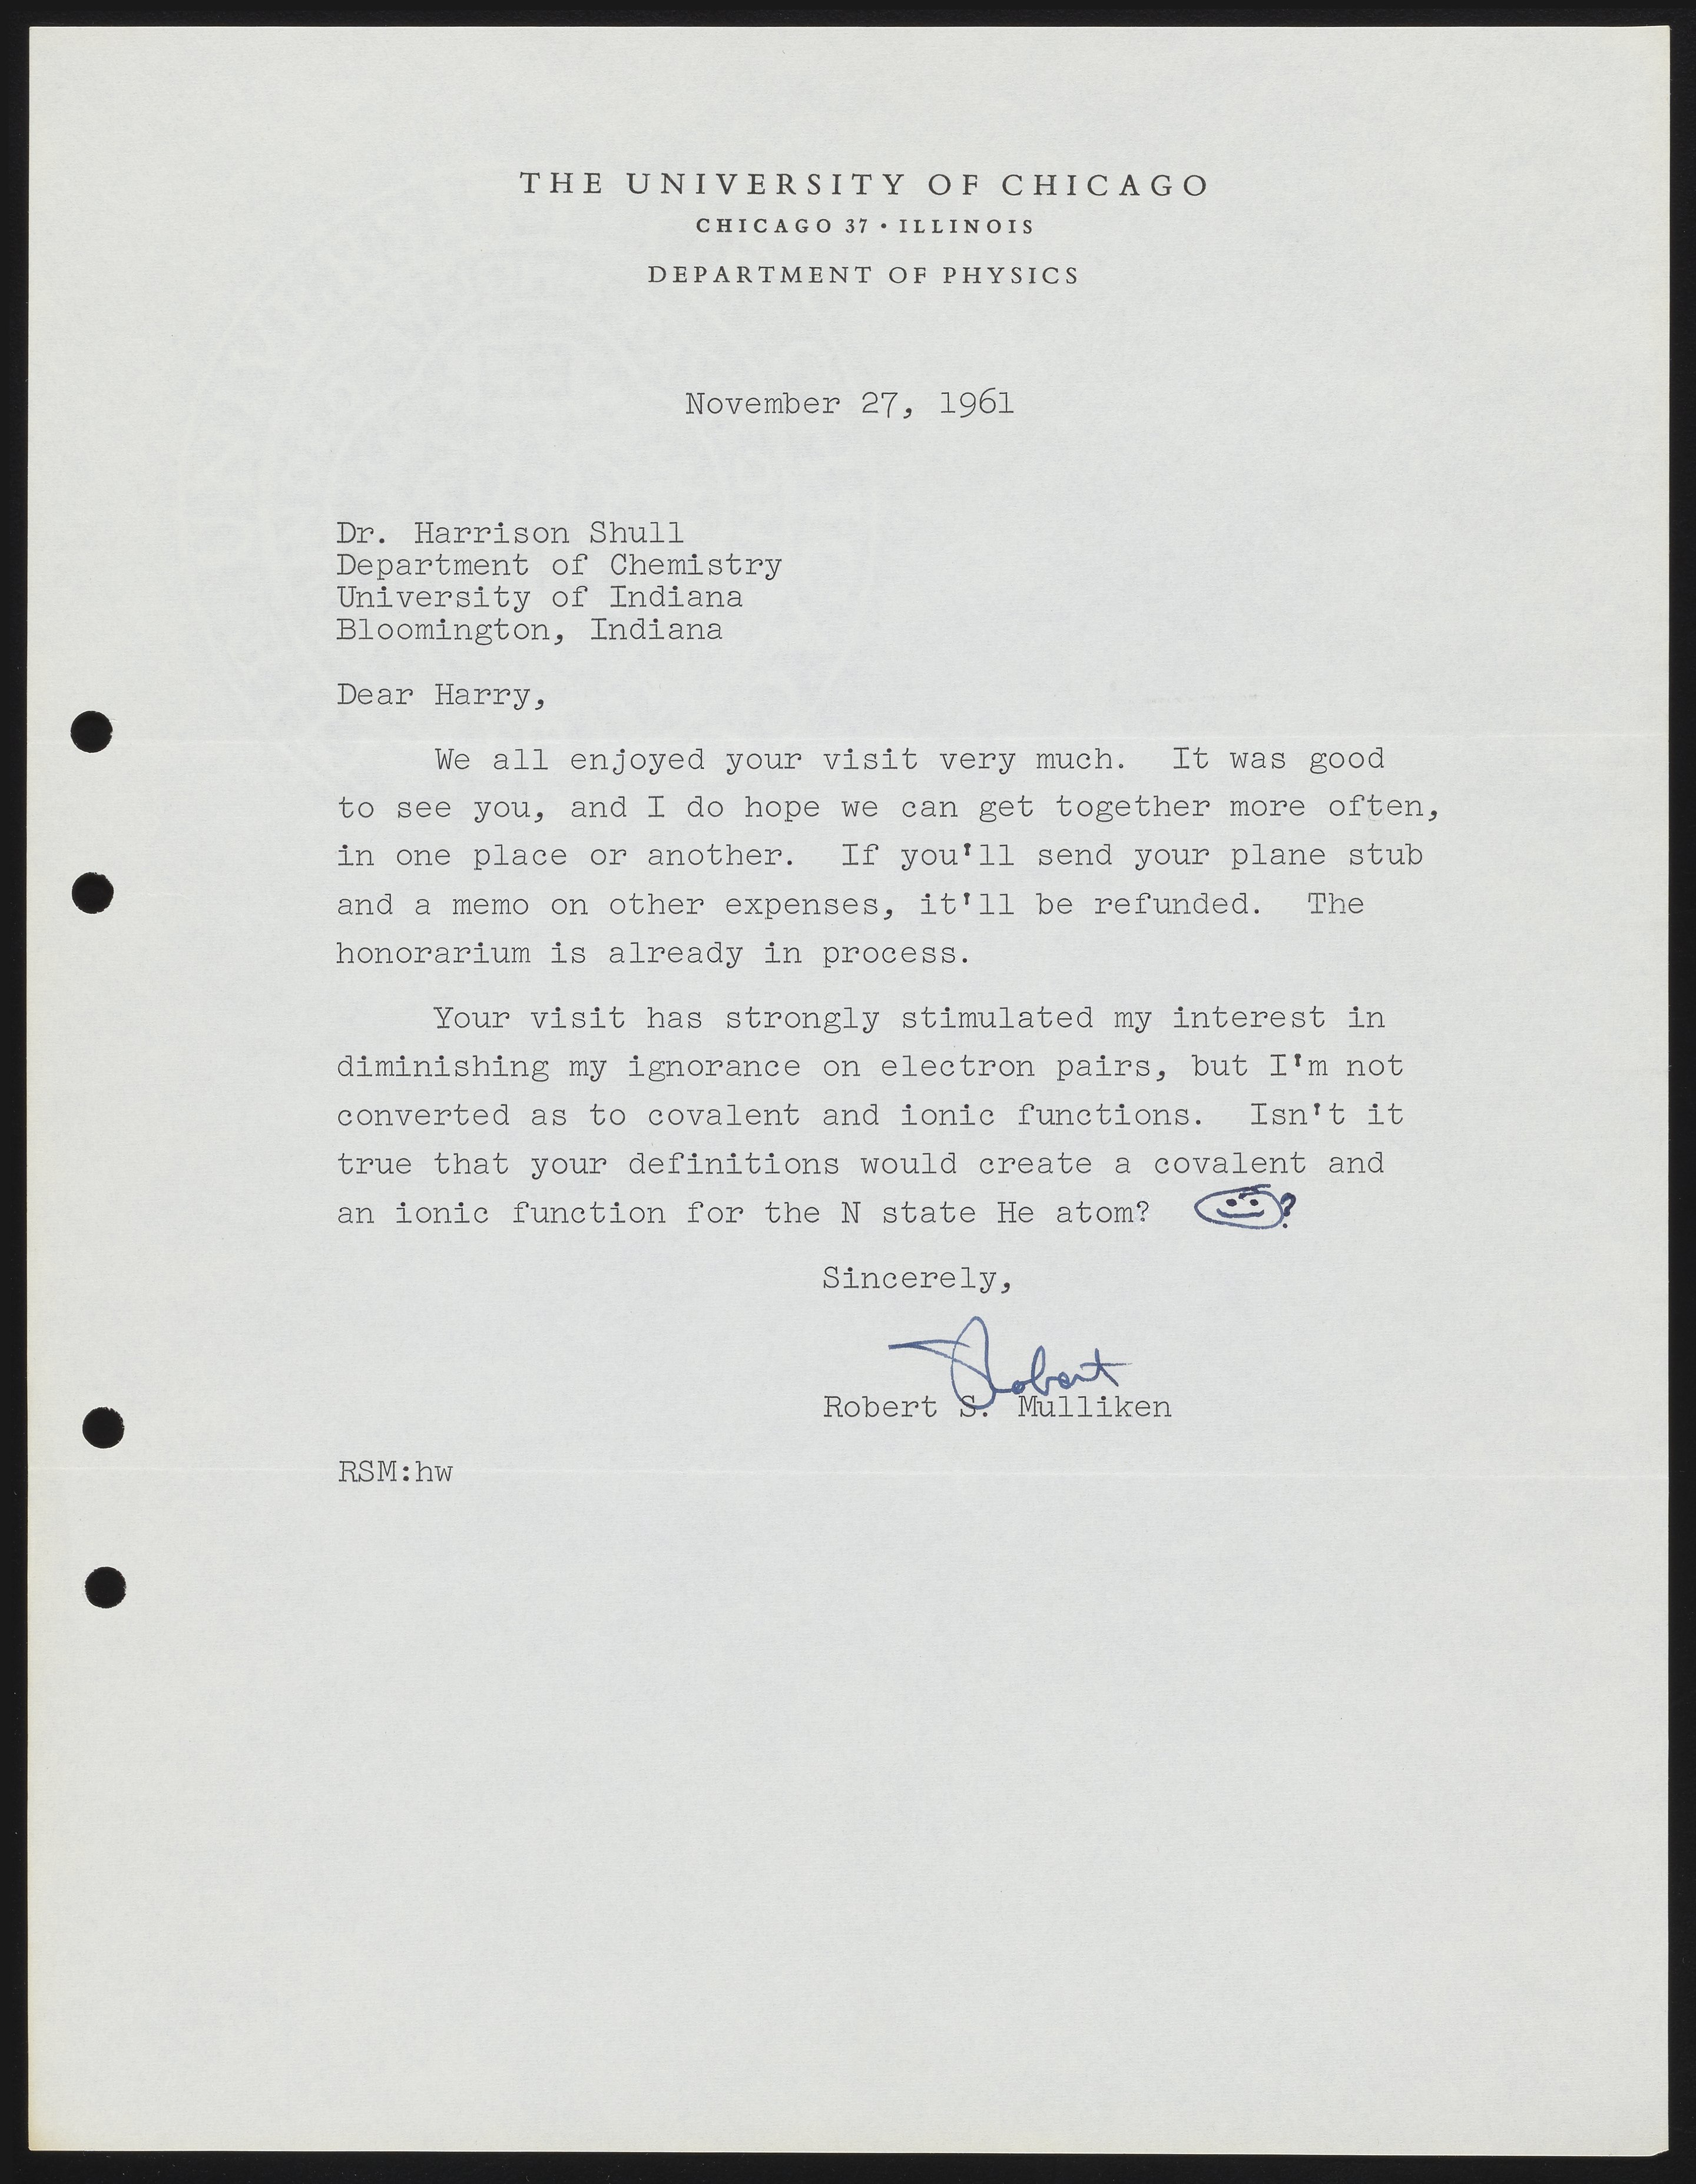 THE UNIVERSITY OF CHICAGO
CHICAGO 37 • ILLINOIS
DEPARTMENT OF PHYSICS
November 27, 1961
Dr. Harrison Shull
Department of Chemistry
University of Indiana
Bloomington, Indiana
Dear Harry,
We all enjoyed your visit very much. It was good
to see you, and I do hope we can get together more often,
in one place or another. If you'll send your plane stub
and a memo on other expenses, it'll be refunded. The
honorarium is already in process.
Your visit has strongly stimulated my interest in
diminishing my ignorance on electron pairs, but I'm not
converted as to covalent and ionic functions. Isn't it
true that your definitions would create a covalent and
an ionic function for the N state He atom? ?
Sincerely,
Robert
Robert S. Mulliken
RSM:hw